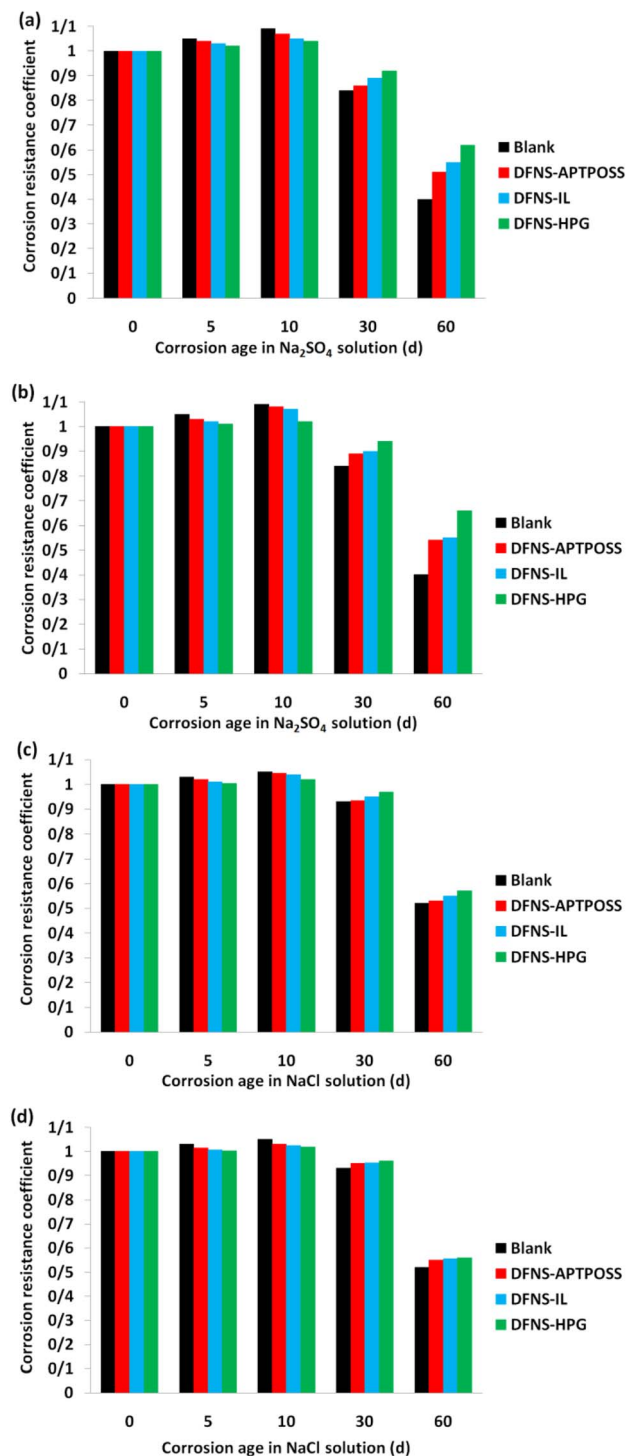 (a)
Corrosion resistance coefficient
1/1
1
0/9
0/8
0/7
0/6
0/5
0/4
0/3
0/2
0/1
0
0 5 10 30 60
Corrosion age in Na₂SO₄ solution (d)
Blank
DFNS-APTPOSS
DFNS-IL
DFNS-HPG
(b)
Corrosion resistance coefficient
1/1
1
0/9
0/8
0/7
0/6
0/5
0/4
0/3
0/2
0/1
0
0 5 10 30 60
Corrosion age in Na₂SO₄ solution (d)
Blank
DFNS-APTPOSS
DFNS-IL
DFNS-HPG
(c)
Corrosion resistance coefficient
1/1
1
0/9
0/8
0/7
0/6
0/5
0/4
0/3
0/2
0/1
0
0 5 10 30 60
Corrosion age in NaCl solution (d)
Blank
DFNS-APTPOSS
DFNS-IL
DFNS-HPG
(d)
Corrosion resistance coefficient
1/1
1
0/9
0/8
0/7
0/6
0/5
0/4
0/3
0/2
0/1
0
0 5 10 30 60
Corrosion age in NaCl solution (d)
Blank
DFNS-APTPOSS
DFNS-IL
DFNS-HPG